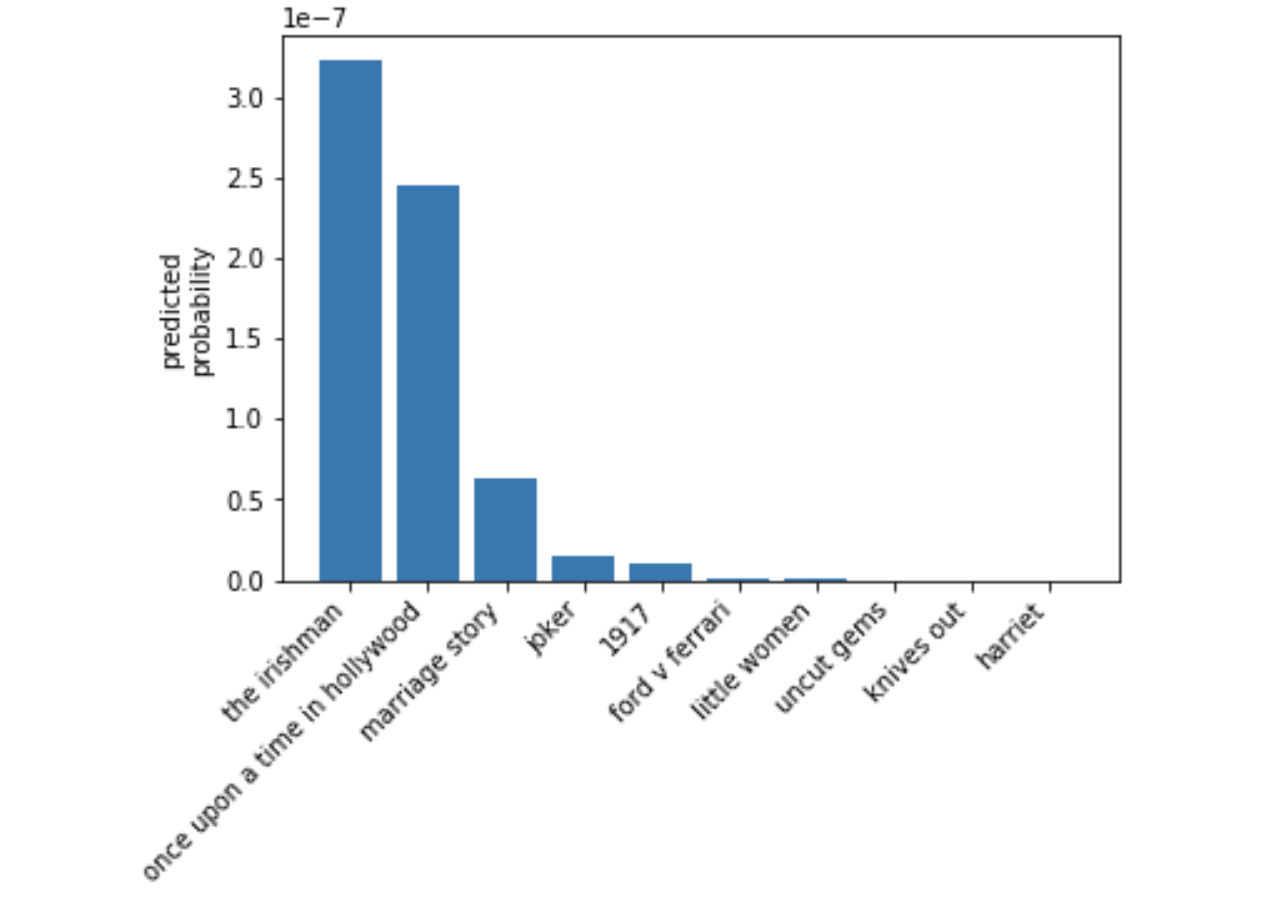 1e−7
3.0
2.5
2.0
1.5
1.0
0.5
0.0
predicted
probability
the irishman
once upon a time in hollywood
marriage story
joker
1917
ford v ferrari
little women
uncut gems
knives out
harriet